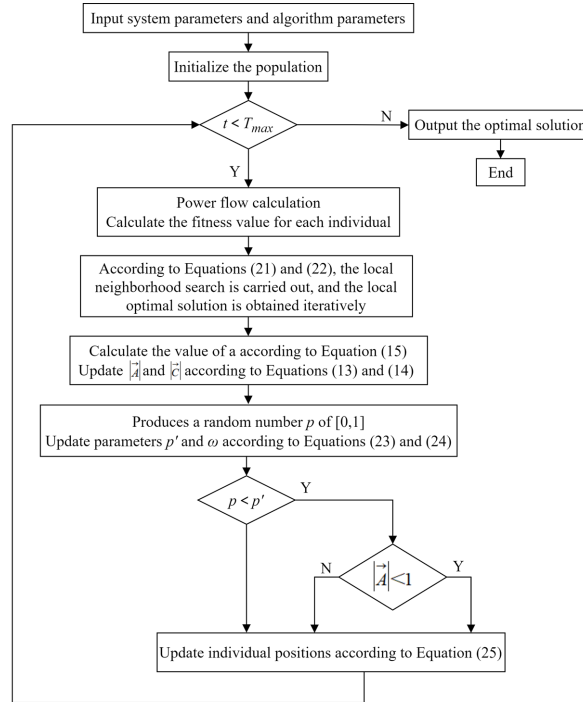 Input system parameters and algorithm parameters
Initialize the population
t < T_max
N
Output the optimal solution
End
Y
Power flow calculation
Calculate the fitness value for each individual
According to Equations (21) and (22), the local
neighborhood search is carried out, and the local
optimal solution is obtained iteratively
Calculate the value of a according to Equation (15)
Update |A⃗| and |C⃗| according to Equations (13) and (14)
Produces a random number p of [0,1]
Update parameters p′ and ω according to Equations (23) and (24)
p < p′
Y
N
|A⃗|<1
Y
Update individual positions according to Equation (25)